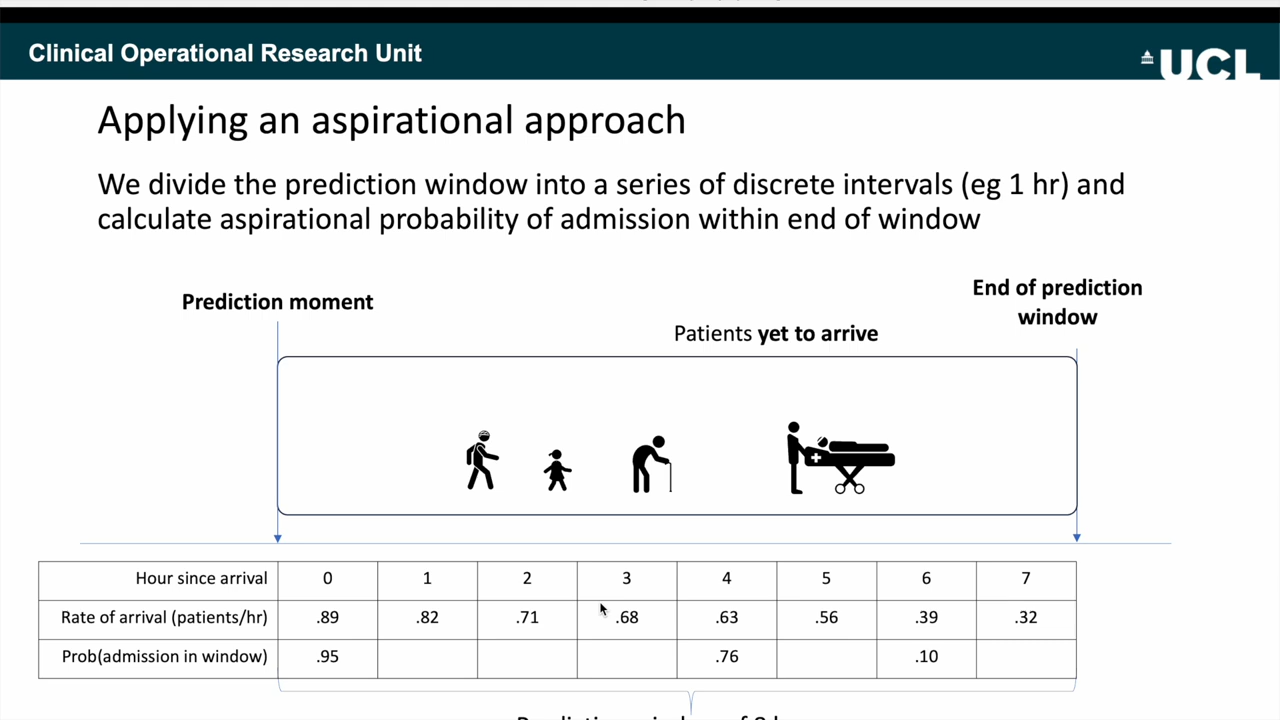 Clinical Operational Research Unit
UCL
Applying an aspirational approach
We divide the prediction window into a series of discrete intervals (eg 1 hr) and
calculate aspirational probability of admission within end of window
Prediction moment
End of prediction
window
Patients yet to arrive
Hour since arrival 0 1 2 3 4 5 6 7
Rate of arrival (patients/hr) .89 .82 .71 .68 .63 .56 .39 .32
Prob(admission in window) .95 .76 .10